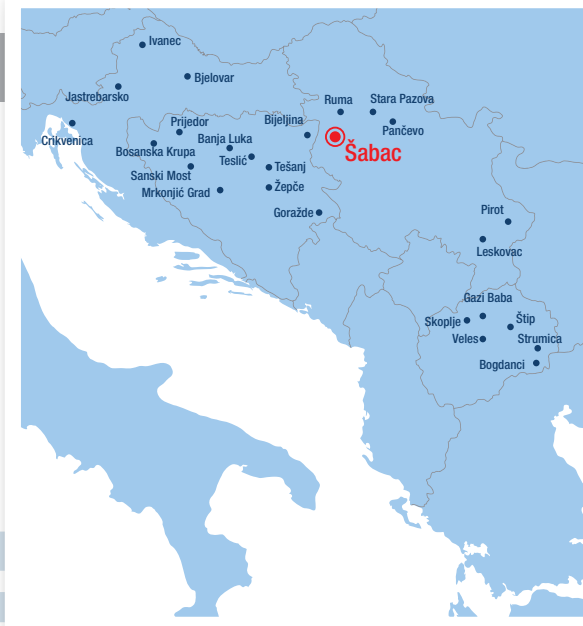 Ivanec
Bjelovar
Jastrebarsko
Ruma
Stara Pazova
Crikvenica
Prijedor
Bijeljina
Pančevo
Bosanska Krupa
Banja Luka
Šabac
Teslić
Tešanj
Sanski Most
Mrkonjić Grad
Žepče
Goražde
Pirot
Leskovac
Gazi Baba
Skoplje
Štip
Veles
Strumica
Bogdanci